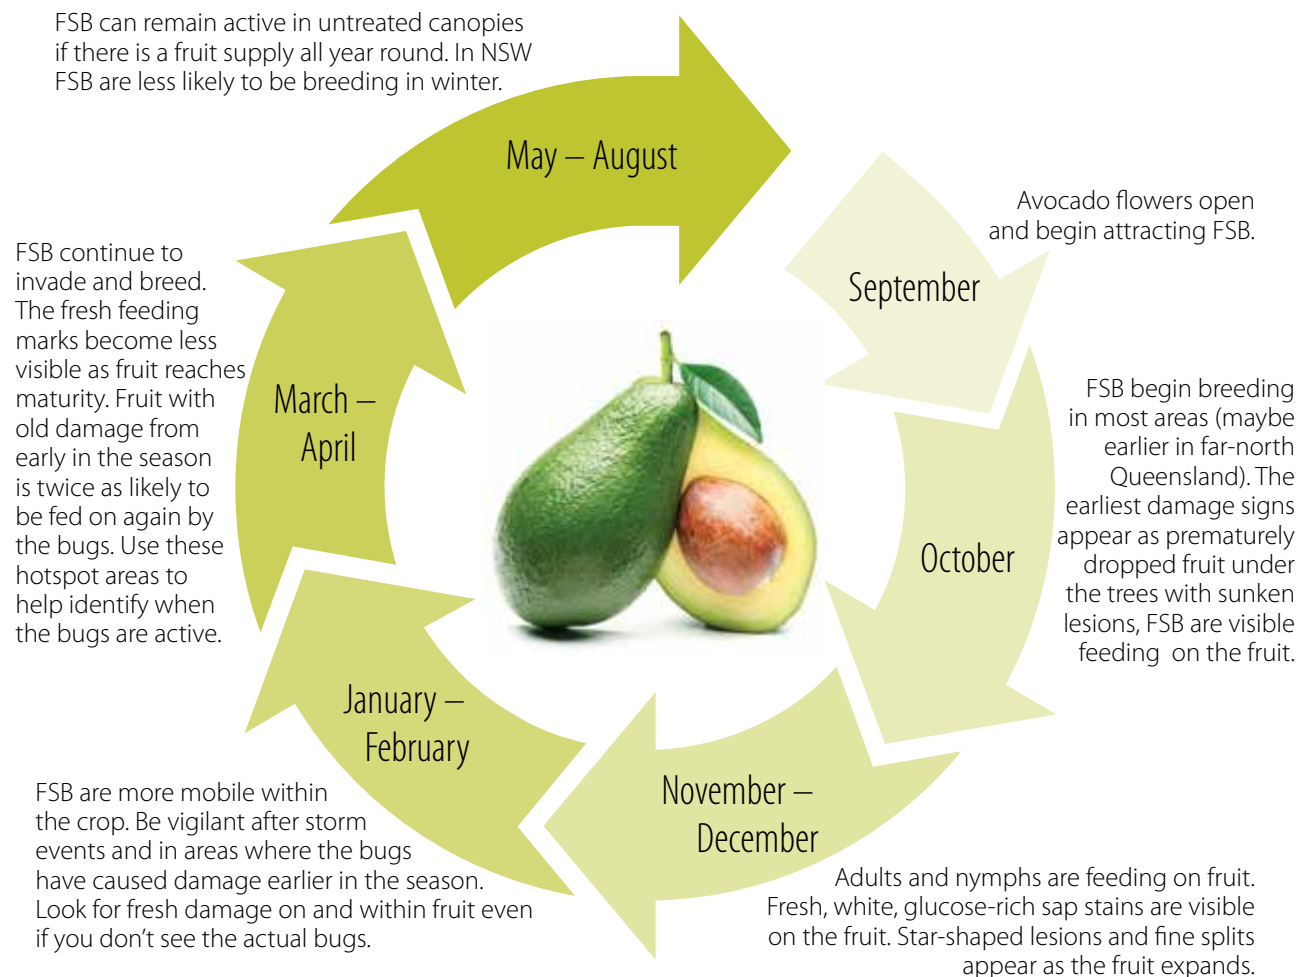 FSB can remain active in untreated canopies
if there is a fruit supply all year round. In NSW
FSB are less likely to be breeding in winter.
May – August
Avocado flowers open
and begin attracting FSB.
September
FSB begin breeding
in most areas (maybe
earlier in far-north
Queensland). The
earliest damage signs
appear as prematurely
dropped fruit under
the trees with sunken
lesions, FSB are visible
feeding on the fruit.
October
November –
December
Adults and nymphs are feeding on fruit.
Fresh, white, glucose-rich sap stains are visible
on the fruit. Star-shaped lesions and fine splits
appear as the fruit expands.
January –
February
FSB are more mobile within
the crop. Be vigilant after storm
events and in areas where the bugs
have caused damage earlier in the season.
Look for fresh damage on and within fruit even
if you don’t see the actual bugs.
March –
April
FSB continue to
invade and breed.
The fresh feeding
marks become less
visible as fruit reaches
maturity. Fruit with
old damage from
early in the season
is twice as likely to
be fed on again by
the bugs. Use these
hotspot areas to
help identify when
the bugs are active.